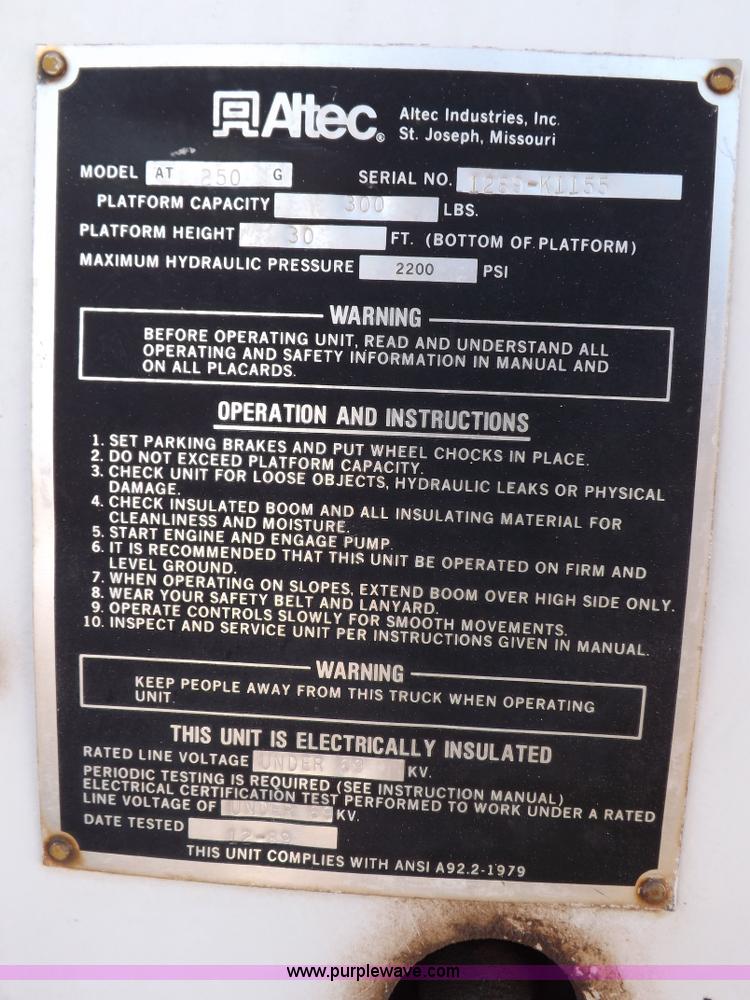 Altec® Altec Industries, Inc.
St. Joseph, Missouri
MODEL AT 250 G SERIAL NO. 1289-K1155
PLATFORM CAPACITY 300 LBS.
PLATFORM HEIGHT 30 FT. (BOTTOM OF PLATFORM)
MAXIMUM HYDRAULIC PRESSURE 2200 PSI
WARNING
BEFORE OPERATING UNIT, READ AND UNDERSTAND ALL
OPERATING AND SAFETY INFORMATION IN MANUAL AND
ON ALL PLACARDS.
OPERATION AND INSTRUCTIONS
1. SET PARKING BRAKES AND PUT WHEEL CHOCKS IN PLACE.
2. DO NOT EXCEED PLATFORM CAPACITY.
3. CHECK UNIT FOR LOOSE OBJECTS, HYDRAULIC LEAKS OR PHYSICAL
DAMAGE.
4. CHECK INSULATED BOOM AND ALL INSULATING MATERIAL FOR
CLEANLINESS AND MOISTURE.
5. START ENGINE AND ENGAGE PUMP.
6. IT IS RECOMMENDED THAT THIS UNIT BE OPERATED ON FIRM AND
LEVEL GROUND.
7. WHEN OPERATING ON SLOPES, EXTEND BOOM OVER HIGH SIDE ONLY.
8. WEAR YOUR SAFETY BELT AND LANYARD.
9. OPERATE CONTROLS SLOWLY FOR SMOOTH MOVEMENTS.
10. INSPECT AND SERVICE UNIT PER INSTRUCTIONS GIVEN IN MANUAL.
WARNING
KEEP PEOPLE AWAY FROM THIS TRUCK WHEN OPERATING
UNIT.
THIS UNIT IS ELECTRICALLY INSULATED
RATED LINE VOLTAGE UNDER 69 KV.
PERIODIC TESTING IS REQUIRED (SEE INSTRUCTION MANUAL)
ELECTRICAL CERTIFICATION TEST PERFORMED TO WORK UNDER A RATED
LINE VOLTAGE OF UNDER 69 KV.
DATE TESTED 12-89
THIS UNIT COMPLIES WITH ANSI A92.2-1979
www.purplewave.com